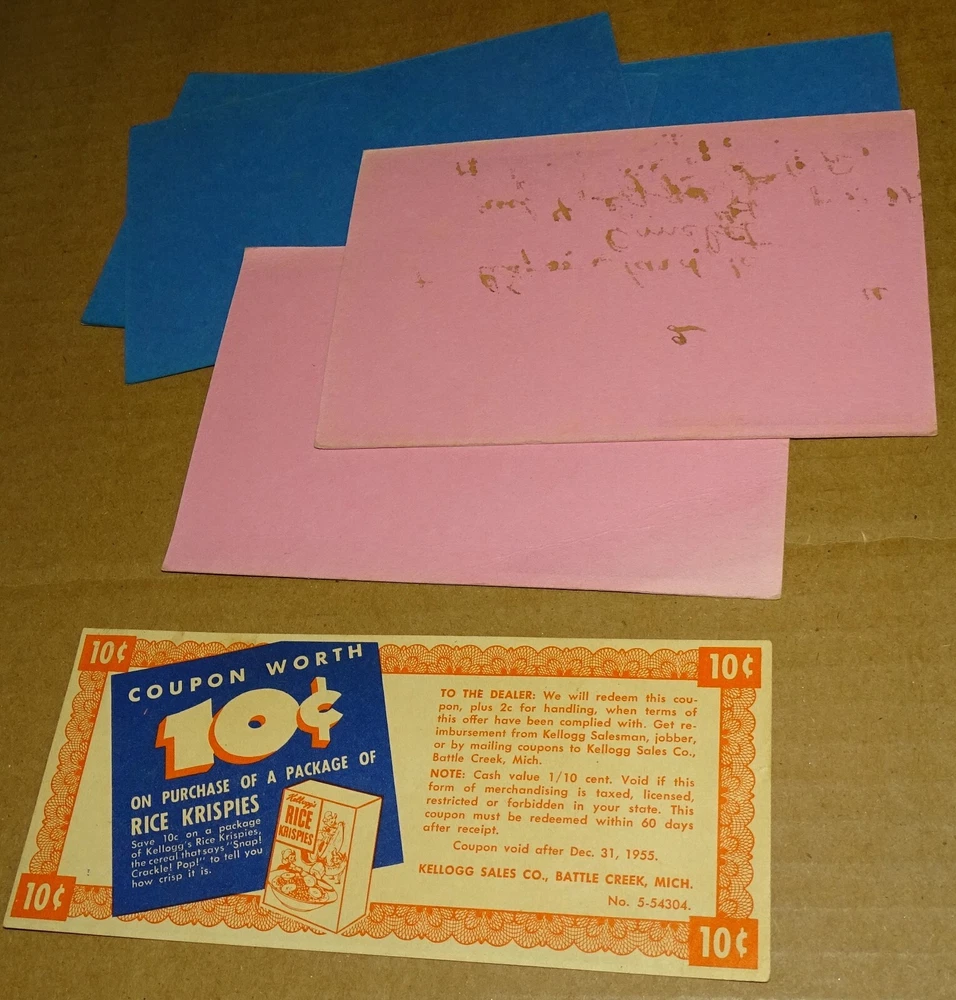 10¢
10¢
COUPON WORTH
10¢
ON PURCHASE OF A PACKAGE OF
RICE KRISPIES
Save 10c on a package
of Kellogg's Rice Krispies,
the cereal that says "Snap!
Crackle! Pop!" to tell you
how crisp it is.
Kellogg's
RICE
KRISPIES
TO THE DEALER: We will redeem this cou-
pon, plus 2c for handling, when terms of
this offer have been complied with. Get re-
imbursement from Kellogg Salesman, jobber,
or by mailing coupons to Kellogg Sales Co.,
Battle Creek, Mich.
NOTE: Cash value 1/10 cent. Void if this
form of merchandising is taxed, licensed,
restricted or forbidden in your state. This
coupon must be redeemed within 60 days
after receipt.
Coupon void after Dec. 31, 1955.
KELLOGG SALES CO., BATTLE CREEK, MICH.
No. 5-54304.
10¢
10¢